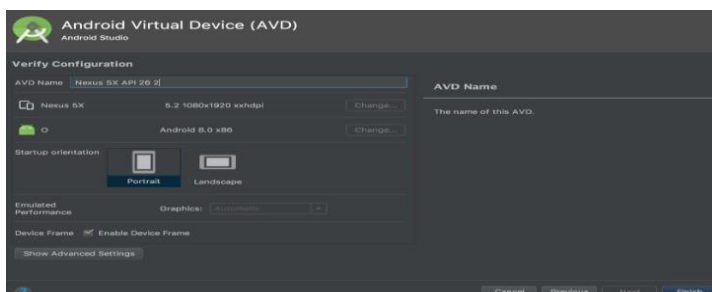 Android Virtual Device (AVD)
Android Studio
Verify Configuration
AVD Name Nexus 5X API 26 2
AVD Name
Nexus 5X 5.2 1080x1920 xxhdpi Change...
The name of this AVD.
O Android 8.0 x86 Change...
Startup orientation
Portrait Landscape
Emulated
Performance Graphics: Automatic
Device Frame Enable Device Frame
Show Advanced Settings
? Cancel Previous Next Finish